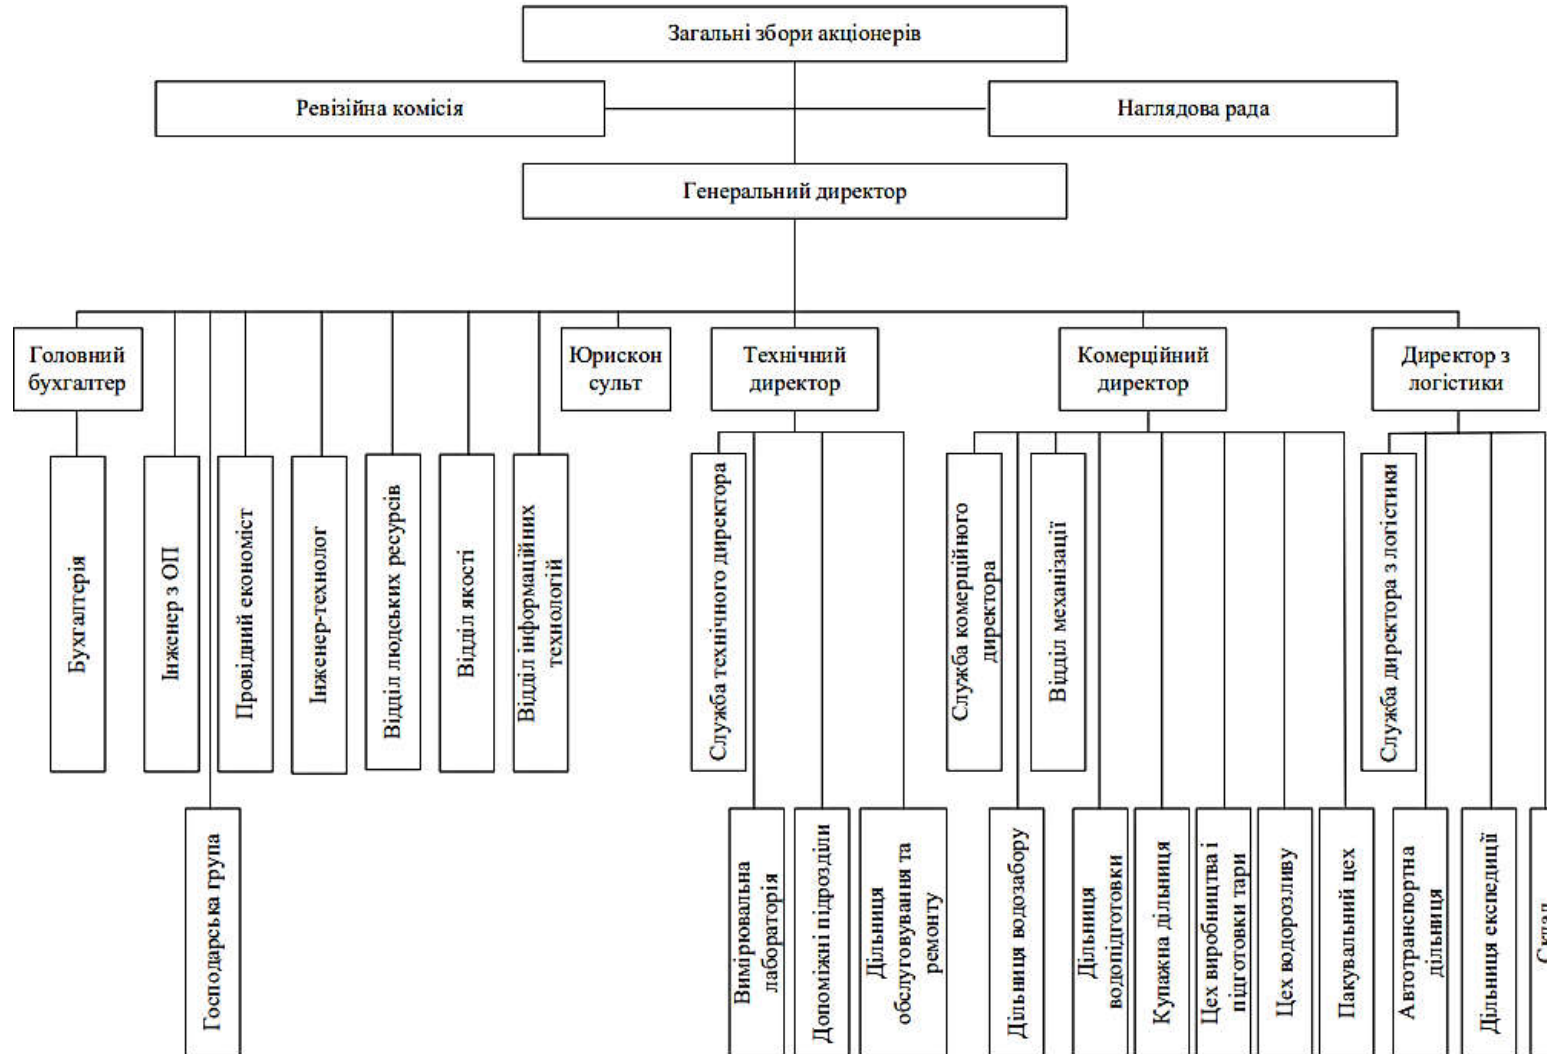 Загальні збори акціонерів
Ревізійна комісія
Наглядова рада
Генеральний директор
Головний
бухгалтер
Юрискон
сульт
Технічний
директор
Комерційний
директор
Директор з
логістики
Бухгалтерія
Інженер з ОП
Провідний економіст
Інженер-технолог
Відділ людських ресурсів
Відділ якості
Відділ інформаційних
технологій
Служба технічного директора
Служба комерційного
директора
Відділ механізації
Служба директора з логістики
Господарська група
Вимірювальна
лабораторія
Допоміжні підрозділи
Дільниця
обслуговування та
ремонту
Дільниця водозабору
Дільниця
водопідготовки
Купажна дільниця
Цех виробництва і
підготовки тари
Цех водорозливу
Пакувальний цех
Автотранспортна
дільниця
Дільниця експедиції
Склад